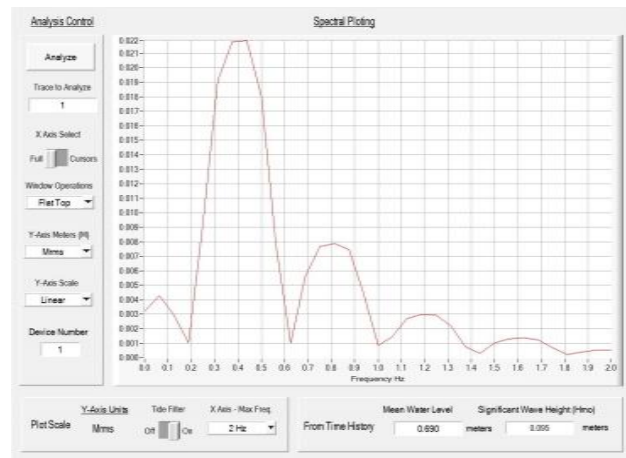 Analysis Control
Spectral Ploting
Analyze
Trace to Analyze
1
X Axis Select
Full Cursors
Window Operations
Flat Top
Y-Axis Meters (M)
Mrms
Y-Axis Scale
Linear
Device Number
1
0.022
0.021
0.020
0.019
0.018
0.017
0.016
0.015
0.014
0.013
0.012
0.011
0.010
0.009
0.008
0.007
0.006
0.005
0.004
0.003
0.002
0.001
0.000
0.0 0.1 0.2 0.3 0.4 0.5 0.6 0.7 0.8 0.9 1.0 1.1 1.2 1.3 1.4 1.5 1.6 1.7 1.8 1.9 2.0
Frequency Hz
Y-Axis Units Tide Filter X Axis - Max Freq.
Plot Scale Mrms Off On 2 Hz
Mean Water Level Significant Wave Height (Hmo)
From Time History 0.690 meters 0.095 meters